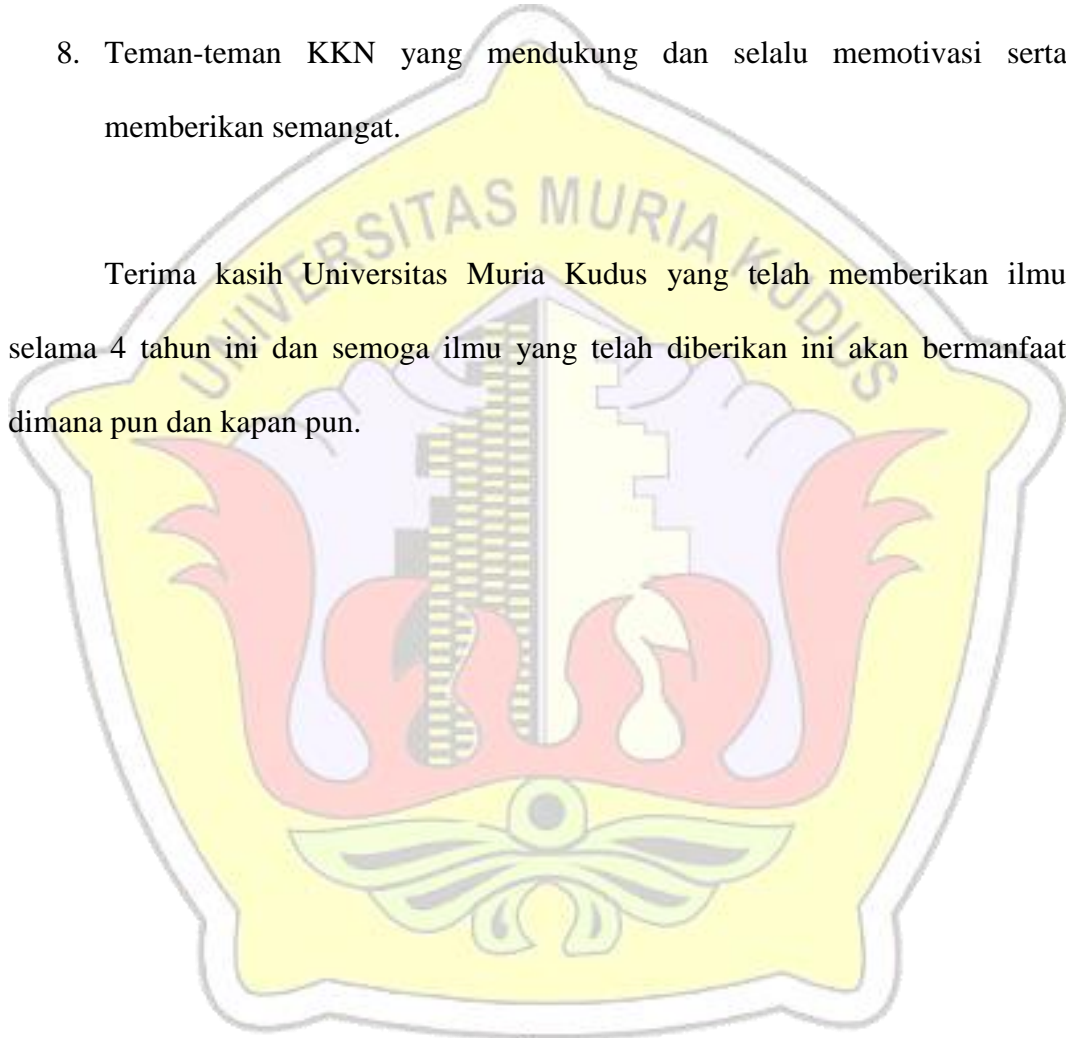 8. Teman-teman KKN yang mendukung dan selalu memotivasi serta
memberikan semangat.
UNIVERSITAS MURIA KUDUS
Terima kasih Universitas Muria Kudus yang telah memberikan ilmu
selama 4 tahun ini dan semoga ilmu yang telah diberikan ini akan bermanfaat
dimana pun dan kapan pun.